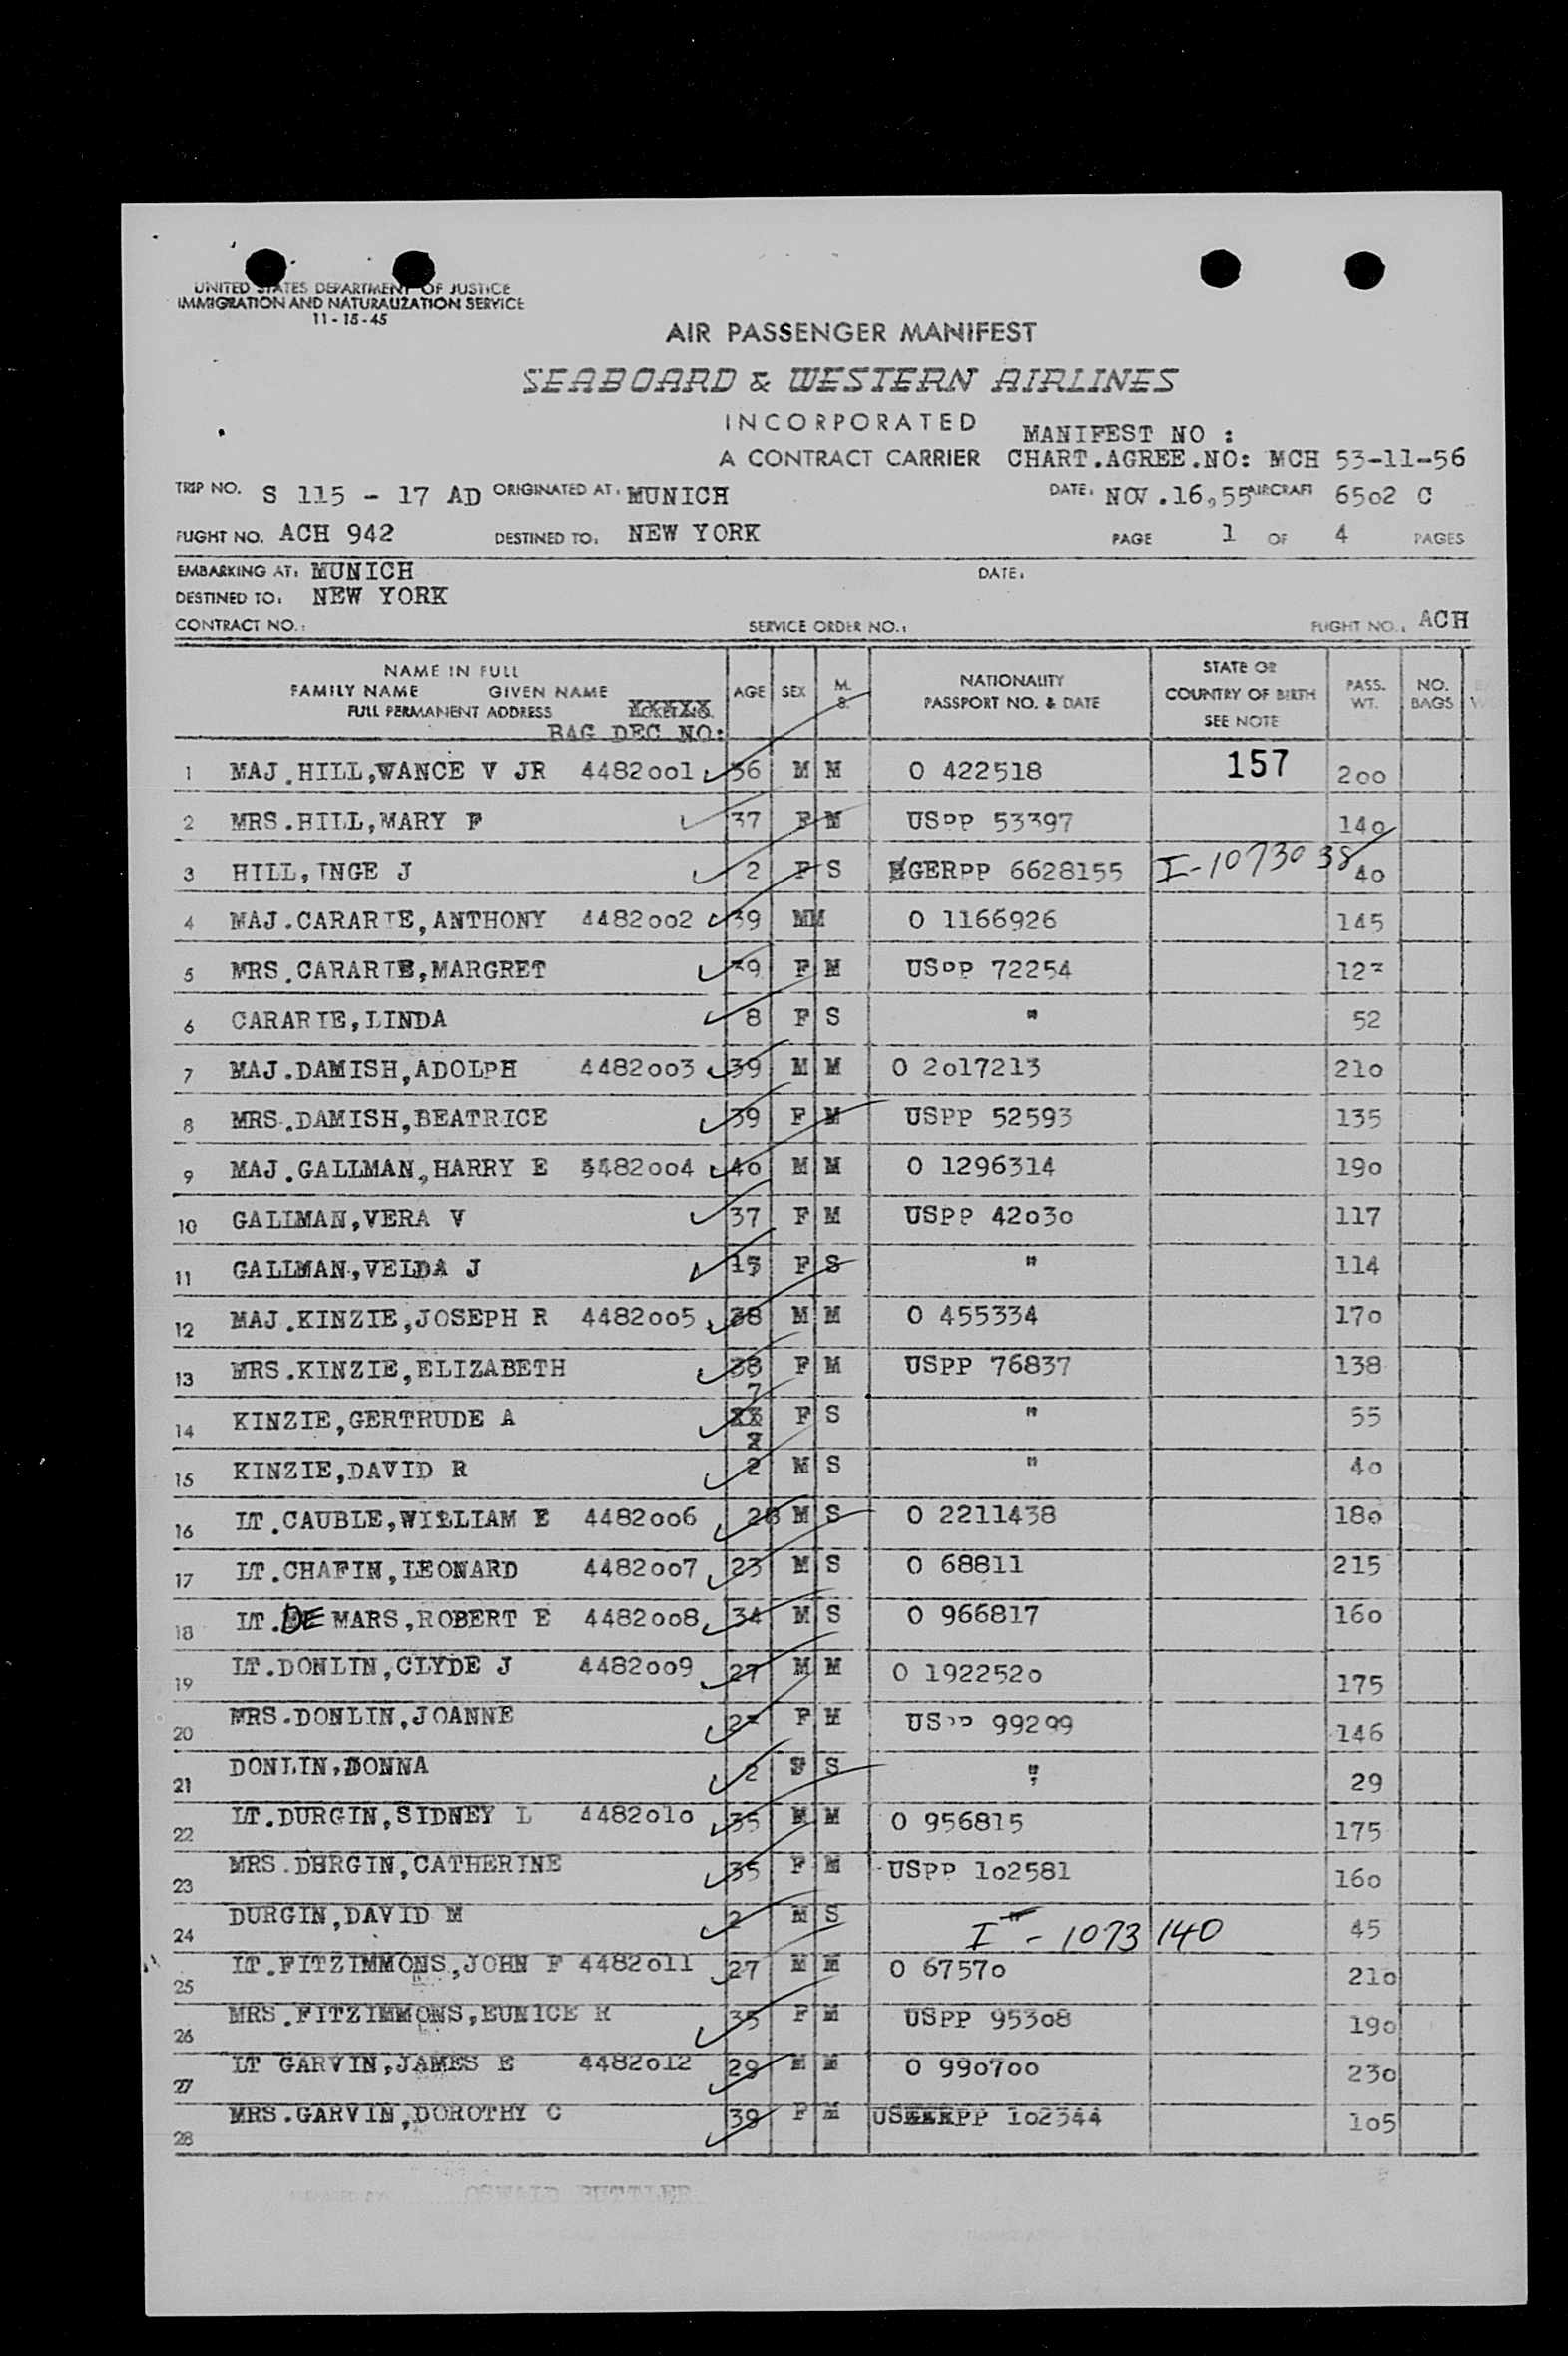 UNITED STATES DEPARTMENT OF JUSTICE
IMMIGRATION AND NATURALIZATION SERVICE
11-15-45
AIR PASSENGER MANIFEST
SEABOARD & WESTERN AIRLINES
INCORPORATED MANIFEST NO :
A CONTRACT CARRIER CHART.AGREE.NO: MCH 53-11-56
TRIP NO. S 115 - 17 AD ORIGINATED AT: MUNICH DATE: NOV.16,55 AIRCRAFT 6502 C
FLIGHT NO. ACH 942 DESTINED TO: NEW YORK PAGE 1 OF 4 PAGES
EMBARKING AT: MUNICH DATE:
DESTINED TO: NEW YORK
CONTRACT NO.: SERVICE ORDER NO.: FLIGHT NO.: ACH
NAME IN FULL
FAMILY NAME GIVEN NAME
FULL PERMANENT ADDRESS XXXXX
BAG DEC NO:
AGE SEX M. S.
NATIONALITY
PASSPORT NO. & DATE
STATE OR
COUNTRY OF BIRTH
SEE NOTE
PASS. WT.
NO. BAGS
1 MAJ.HILL,WANCE V JR 4482001 36 M M O 422518 157 200
2 MRS.HILL,MARY F 37 F M USPP 53397 140
3 HILL,INGE J 2 F S GERPP 6628155 I-1073038 40
4 MAJ.CARARIE,ANTHONY 4482002 39 MM O 1166926 145
5 MRS.CARARIE,MARGRET 39 F M USPP 72254 123
6 CARARIE,LINDA 8 F S " 52
7 MAJ.DAMISH,ADOLPH 4482003 39 M M O 2017213 210
8 MRS.DAMISH,BEATRICE 39 F M USPP 52593 135
9 MAJ.GALLMAN,HARRY E 4482004 40 M M O 1296314 190
10 GALLMAN,VERA V 37 F M USPP 42030 117
11 GALLMAN,VELDA J 15 F S " 114
12 MAJ.KINZIE,JOSEPH R 4482005 38 M M O 455334 170
13 MRS.KINZIE,ELIZABETH 38 F M USPP 76837 138
14 KINZIE,GERTRUDE A 7 F S " 55
15 KINZIE,DAVID R 2 M S " 40
16 LT.CAUBLE,WILLIAM E 4482006 28 M S O 2211438 180
17 LT.CHAFIN,LEONARD 4482007 23 M S O 68811 215
18 LT.DE MARS,ROBERT E 4482008 34 M S O 966817 160
19 LT.DONLIN,CLYDE J 4482009 27 M M O 1922520 175
20 MRS.DONLIN,JOANNE F M USPP 99299 146
21 DONLIN,DONNA 2 F S " 29
22 LT.DURGIN,SIDNEY L 4482010 35 M M O 956815 175
23 MRS.DURGIN,CATHERINE 35 F M USPP 102581 160
24 DURGIN,DAVID M 2 M S " I - 1073140 45
25 LT.FITZIMMONS,JOHN F 4482011 27 M M O 67570 210
26 MRS.FITZIMMONS,EUNICE R 35 F M USPP 95308 190
27 LT GARVIN,JAMES E 4482012 29 M M O 990700 230
28 MRS.GARVIN,DOROTHY C 39 F M USXXXPP 102344 105
OSWALD BUTTLER